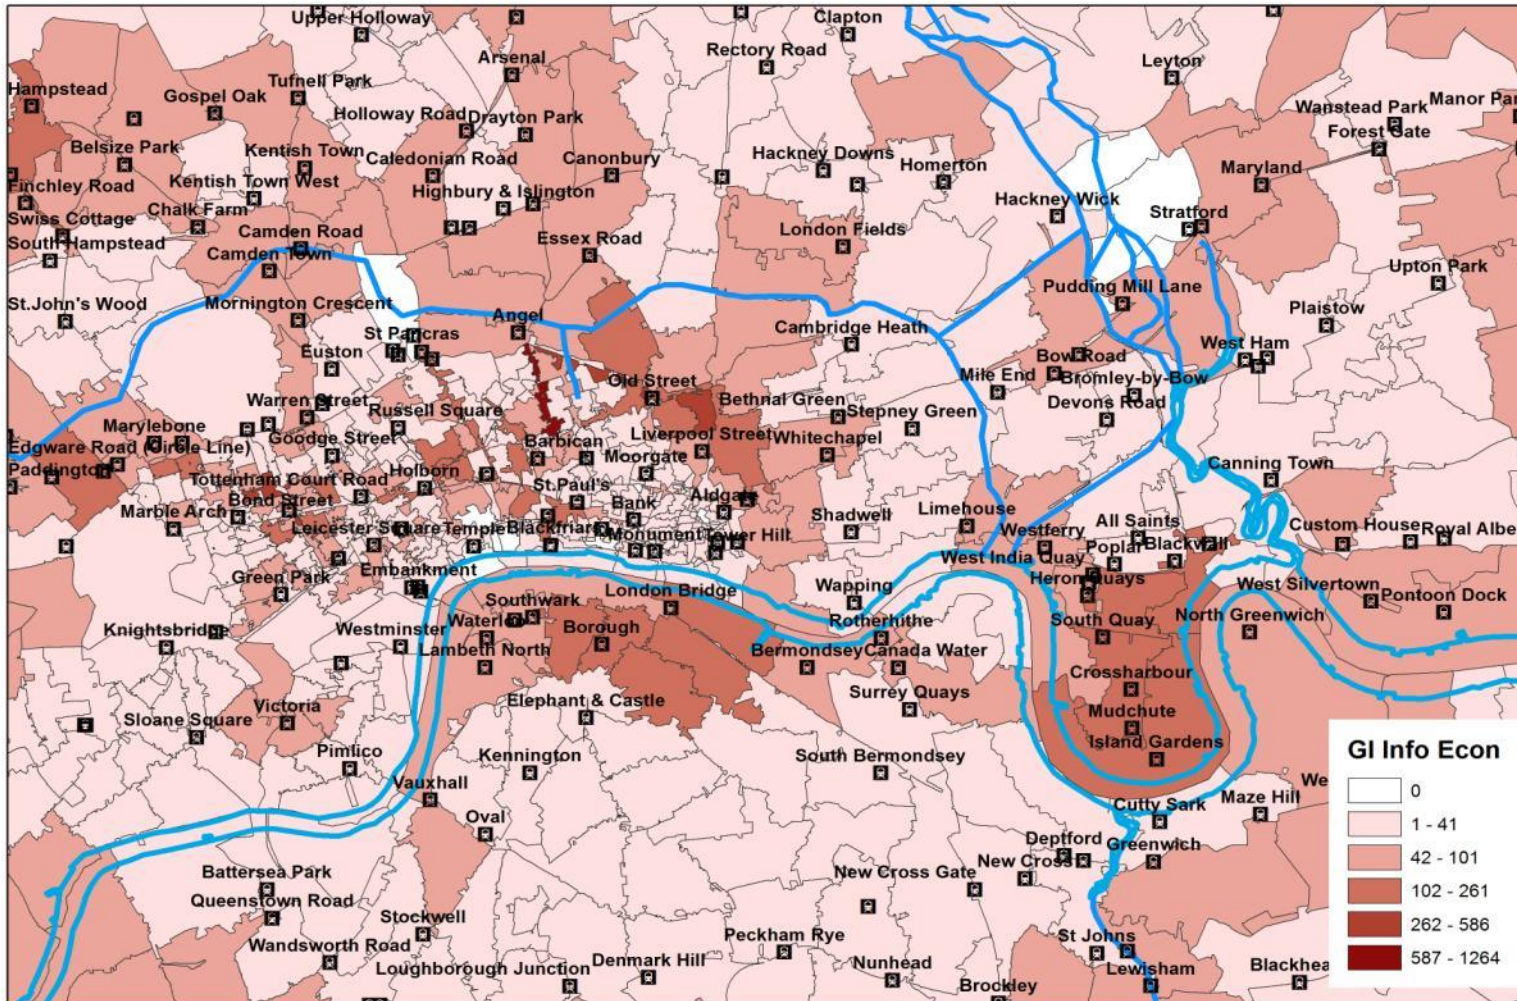 Upper Holloway
Clapton
Rectory Road
Arsenal
Leyton
Hampstead
Gospel Oak
Tufnell Park
Holloway Road
Drayton Park
Wanstead Park
Manor Par
Forest Gate
Belsize Park
Kentish Town
Caledonian Road
Canonbury
Hackney Downs
Homerton
Maryland
Finchley Road
Kentish Town West
Highbury & Islington
Hackney Wick
Stratford
Swiss Cottage
Chalk Farm
Camden Road
Essex Road
London Fields
South Hampstead
Camden Town
Upton Park
St.John's Wood
Mornington Crescent
Pudding Mill Lane
Plaistow
St Pancras
Angel
Cambridge Heath
Euston
West Ham
Bow Road
Mile End
Bromley-by-Bow
Old Street
Warren Street
Russell Square
Bethnal Green
Stepney Green
Devons Road
Marylebone
Goodge Street
Barbican
Liverpool Street
Whitechapel
Edgware Road (Circle Line)
Moorgate
Paddington
Holborn
Canning Town
Tottenham Court Road
St.Paul's
Bond Street
Bank
Aldgate
Marble Arch
Shadwell
Limehouse
Leicester Square
Temple
Blackfriars
Monument
Tower Hill
Westferry
All Saints
Custom House
Royal Albe
Poplar
Blackwall
West India Quay
Green Park
Embankment
Heron Quays
West Silvertown
Wapping
London Bridge
Pontoon Dock
Southwark
Knightsbridge
Westminster
Waterloo
Borough
Rotherhithe
South Quay
North Greenwich
Lambeth North
Bermondsey
Canada Water
Crossharbour
Surrey Quays
Elephant & Castle
Sloane Square
Victoria
Mudchute
Island Gardens
Pimlico
Kennington
South Bermondsey
We
Vauxhall
Cutty Sark
Maze Hill
Oval
Deptford
Greenwich
New Cross
Battersea Park
New Cross Gate
Queenstown Road
Stockwell
Wandsworth Road
Peckham Rye
St Johns
Loughborough Junction
Denmark Hill
Nunhead
Lewisham
Blackhea
Brockley
GI Info Econ
0
1 - 41
42 - 101
102 - 261
262 - 586
587 - 1264